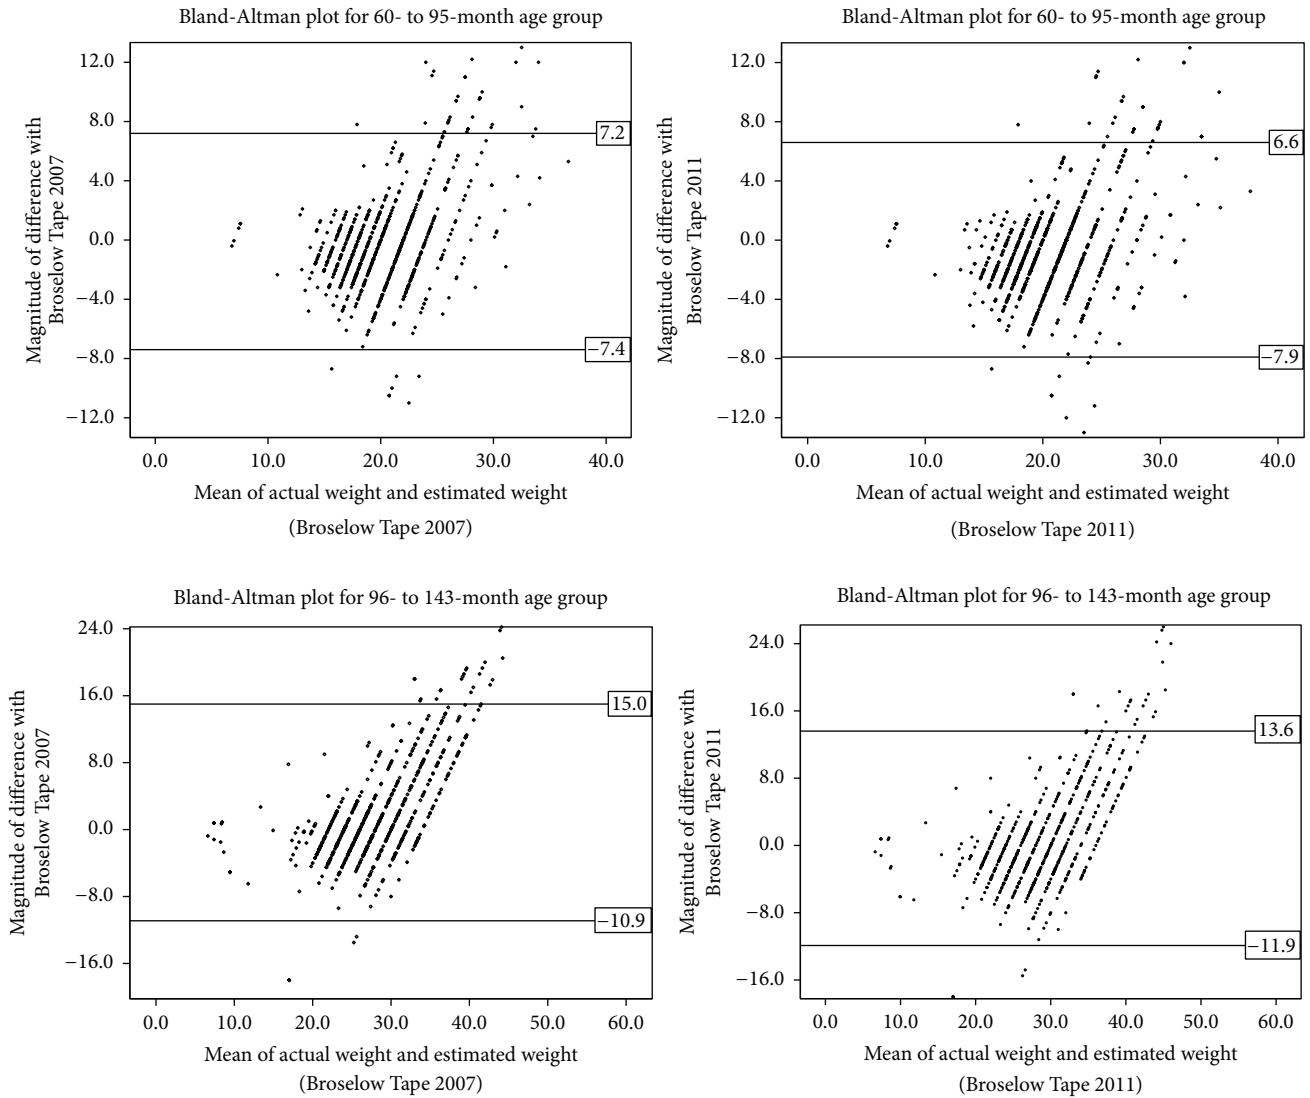 Bland-Altman plot for 60- to 95-month age group
12.0
8.0
4.0
0.0
−4.0
−8.0
−12.0
Magnitude of difference with
Broselow Tape 2007
7.2
−7.4
0.0 10.0 20.0 30.0 40.0
Mean of actual weight and estimated weight
(Broselow Tape 2007)
Bland-Altman plot for 60- to 95-month age group
12.0
8.0
4.0
0.0
−4.0
−8.0
−12.0
Magnitude of difference with
Broselow Tape 2011
6.6
−7.9
0.0 10.0 20.0 30.0 40.0
Mean of actual weight and estimated weight
(Broselow Tape 2011)
Bland-Altman plot for 96- to 143-month age group
24.0
16.0
8.0
0.0
−8.0
−16.0
Magnitude of difference with
Broselow Tape 2007
15.0
−10.9
0.0 10.0 20.0 30.0 40.0 50.0 60.0
Mean of actual weight and estimated weight
(Broselow Tape 2007)
Bland-Altman plot for 96- to 143-month age group
24.0
16.0
8.0
0.0
−8.0
−16.0
Magnitude of difference with
Broselow Tape 2011
13.6
−11.9
0.0 10.0 20.0 30.0 40.0 50.0 60.0
Mean of actual weight and estimated weight
(Broselow Tape 2011)